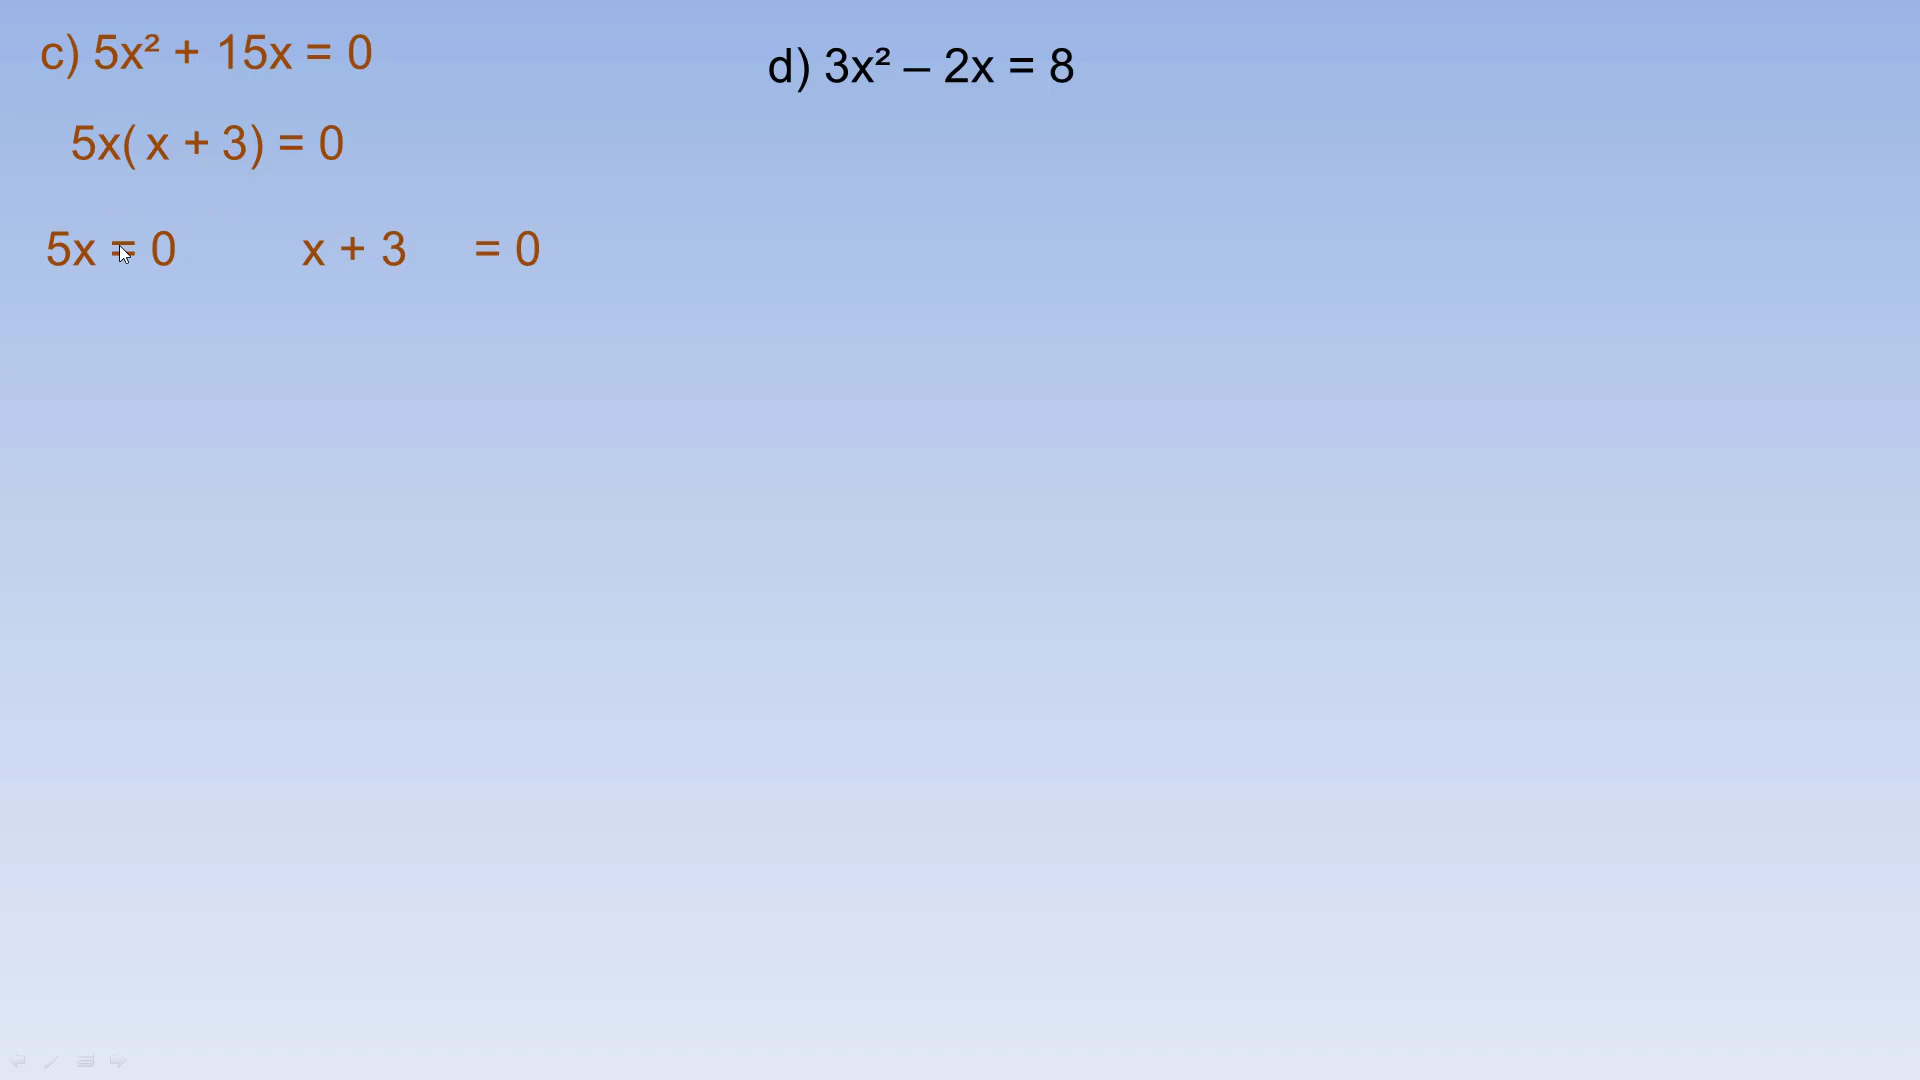 c) 5x² + 15x = 0
5x( x + 3) = 0
5x = 0 x + 3 = 0
d) 3x² – 2x = 8